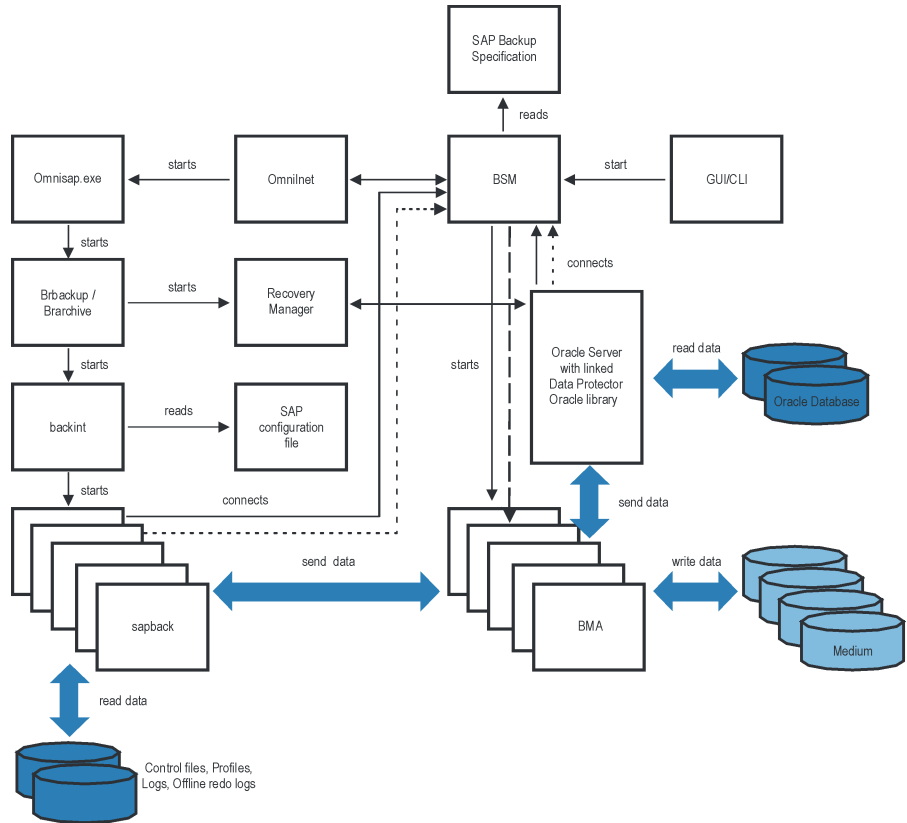 SAP Backup
Specification
reads
Omnisap.exe
starts
OmniInet
BSM
start
GUI/CLI
starts
connects
Brbackup /
Brarchive
starts
Recovery
Manager
Oracle Server
with linked
Data Protector
Oracle library
read data
Oracle Database
starts
starts
backint
reads
SAP
configuration
file
starts
connects
send data
send data
write data
sapback
BMA
Medium
read data
Control files, Profiles,
Logs, Offline redo logs